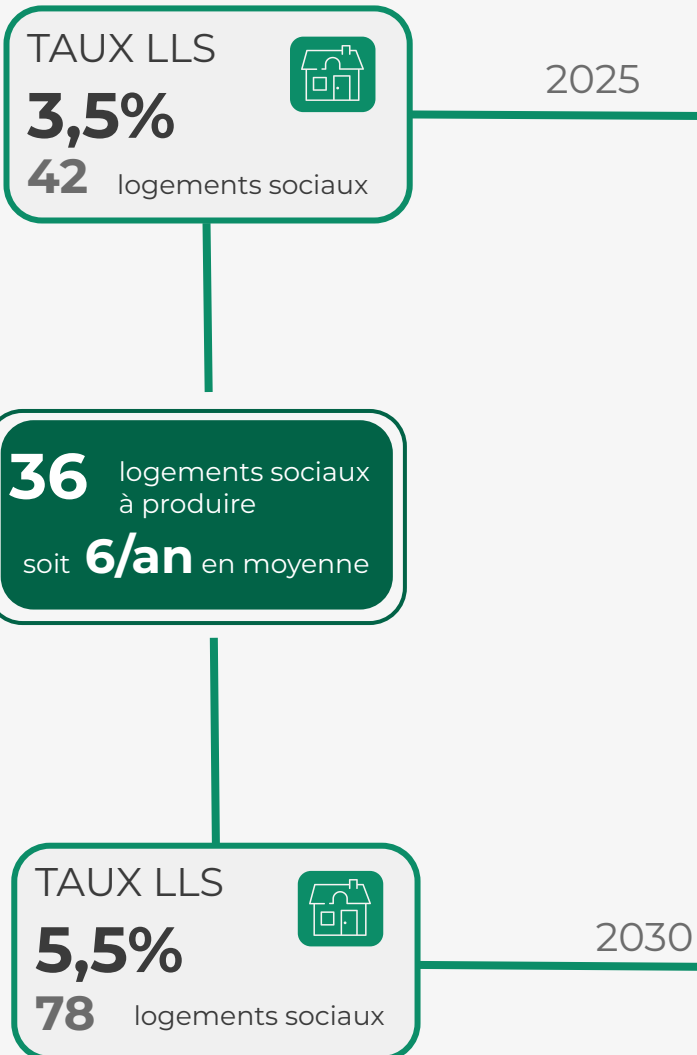 TAUX LLS
3,5%
42 logements sociaux
2025
36 logements sociaux
à produire
soit 6/an en moyenne
TAUX LLS
5,5%
78 logements sociaux
2030